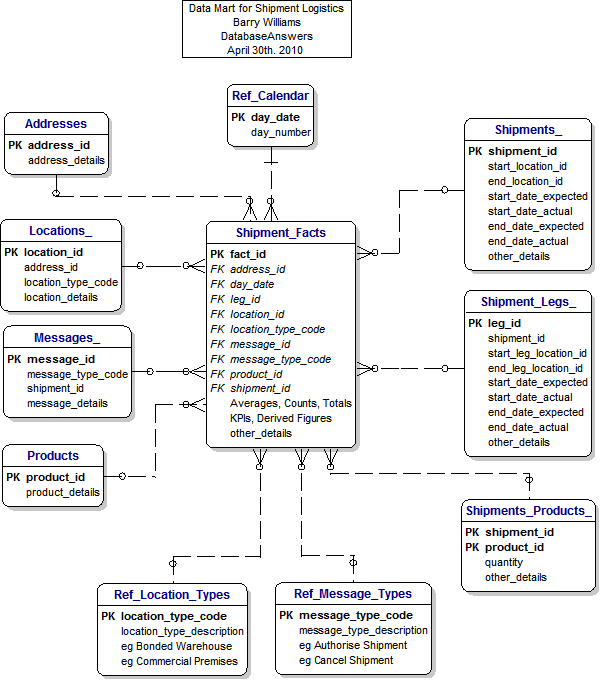 Data Mart for Shipment Logistics
Barry Williams
DatabaseAnswers
April 30th. 2010
Ref_Calendar
PK day_date
day_number
Addresses
PK address_id
address_details
Shipments_
PK shipment_id
start_location_id
end_location_id
start_date_expected
start_date_actual
end_date_expected
end_date_actual
other_details
Locations_
PK location_id
address_id
location_type_code
location_details
Shipment_Facts
PK fact_id
FK address_id
FK day_date
FK leg_id
FK location_id
FK location_type_code
FK message_id
FK message_type_code
FK product_id
FK shipment_id
Averages, Counts, Totals
KPIs, Derived Figures
other_details
Shipment_Legs_
PK leg_id
shipment_id
start_leg_location_id
end_leg_location_id
start_date_expected
start_date_actual
end_date_expected
end_date_actual
other_details
Messages_
PK message_id
message_type_code
shipment_id
message_details
Products
PK product_id
product_details
Shipments_Products_
PK shipment_id
PK product_id
quantity
other_details
Ref_Location_Types
PK location_type_code
location_type_description
eg Bonded Warehouse
eg Commercial Premises
Ref_Message_Types
PK message_type_code
message_type_description
eg Authorise Shipment
eg Cancel Shipment